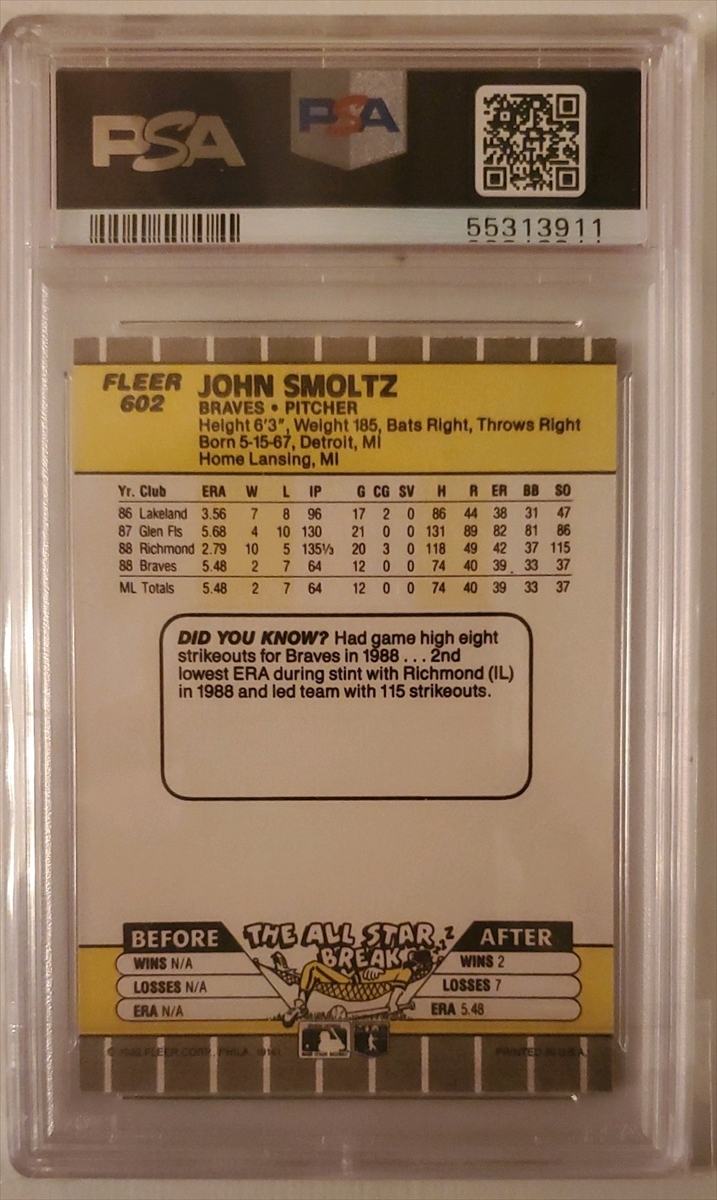 PSA PSA
55313911
FLEER
602
JOHN SMOLTZ
BRAVES • PITCHER
Height 6'3", Weight 185, Bats Right, Throws Right
Born 5-15-67, Detroit, MI
Home Lansing, MI
Yr. Club ERA W L IP G CG SV H R ER BB SO
86 Lakeland 3.56 7 8 96 17 2 0 86 44 38 31 47
87 Glen Fls 5.68 4 10 130 21 0 0 131 89 82 81 86
88 Richmond 2.79 10 5 135⅓ 20 3 0 118 49 42 37 115
88 Braves 5.48 2 7 64 12 0 0 74 40 39 33 37
ML Totals 5.48 2 7 64 12 0 0 74 40 39 33 37
DID YOU KNOW? Had game high eight
strikeouts for Braves in 1988 . . . 2nd
lowest ERA during stint with Richmond (IL)
in 1988 and led team with 115 strikeouts.
BEFORE THE ALL STAR BREAK ZZZ AFTER
WINS N/A WINS 2
LOSSES N/A LOSSES 7
ERA N/A ERA 5.48
FLEER CORP., PHILA. PRINTED IN U.S.A.